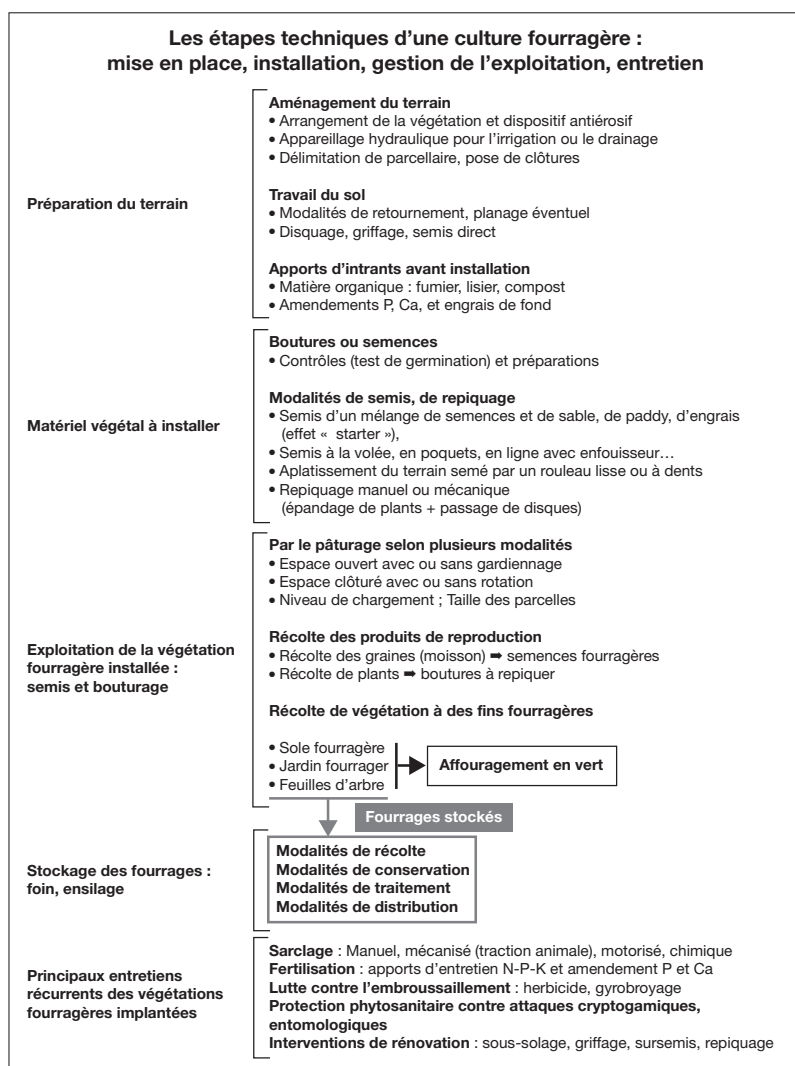 Les étapes techniques d’une culture fourragère :
mise en place, installation, gestion de l’exploitation, entretien
Préparation du terrain
Aménagement du terrain
• Arrangement de la végétation et dispositif antiérosif
• Appareillage hydraulique pour l’irrigation ou le drainage
• Délimitation de parcellaire, pose de clôtures
Travail du sol
• Modalités de retournement, planage éventuel
• Disquage, griffage, semis direct
Apports d’intrants avant installation
• Matière organique : fumier, lisier, compost
• Amendements P, Ca, et engrais de fond
Matériel végétal à installer
Boutures ou semences
• Contrôles (test de germination) et préparations
Modalités de semis, de repiquage
• Semis d’un mélange de semences et de sable, de paddy, d’engrais
(effet « starter »),
• Semis à la volée, en poquets, en ligne avec enfouisseur…
• Aplatissement du terrain semé par un rouleau lisse ou à dents
• Repiquage manuel ou mécanique
(épandage de plants + passage de disques)
Exploitation de la végétation
fourragère installée :
semis et bouturage
Par le pâturage selon plusieurs modalités
• Espace ouvert avec ou sans gardiennage
• Espace clôturé avec ou sans rotation
• Niveau de chargement ; Taille des parcelles
Récolte des produits de reproduction
• Récolte des graines (moisson) ➡ semences fourragères
• Récolte de plants ➡ boutures à repiquer
Récolte de végétation à des fins fourragères
• Sole fourragère
• Jardin fourrager
• Feuilles d’arbre
Affouragement en vert
Fourrages stockés
Stockage des fourrages :
foin, ensilage
Modalités de récolte
Modalités de conservation
Modalités de traitement
Modalités de distribution
Principaux entretiens
récurrents des végétations
fourragères implantées
Sarclage : Manuel, mécanisé (traction animale), motorisé, chimique
Fertilisation : apports d’entretien N-P-K et amendement P et Ca
Lutte contre l’embroussaillement : herbicide, gyrobroyage
Protection phytosanitaire contre attaques cryptogamiques,
entomologiques
Interventions de rénovation : sous-solage, griffage, sursemis, repiquage